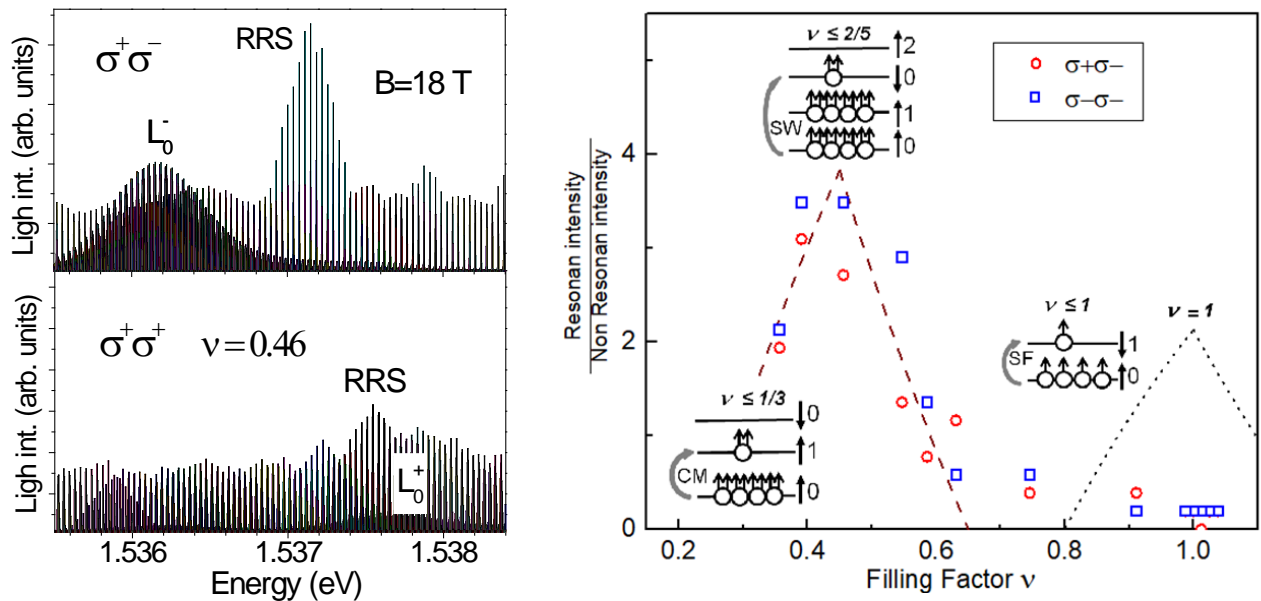 σ⁺σ⁻
RRS
B=18 T
L₀⁻
Ligh int. (arb. units)
σ⁺σ⁺ ν=0.46
RRS
L₀⁺
Ligh int. (arb. units)
1.536 1.537 1.538
Energy (eV)
Resonan intensity
Non Resonan intensity
4
2
0
0.2 0.4 0.6 0.8 1.0
Filling Factor ν
σ+σ−
σ−σ−
ν ≤ 2/5
↑2
↓0
↑1
↑0
SW
ν ≤ 1/3
↓0
↑1
↑0
CM
ν ≤ 1
↓1
↑0
SF
ν = 1